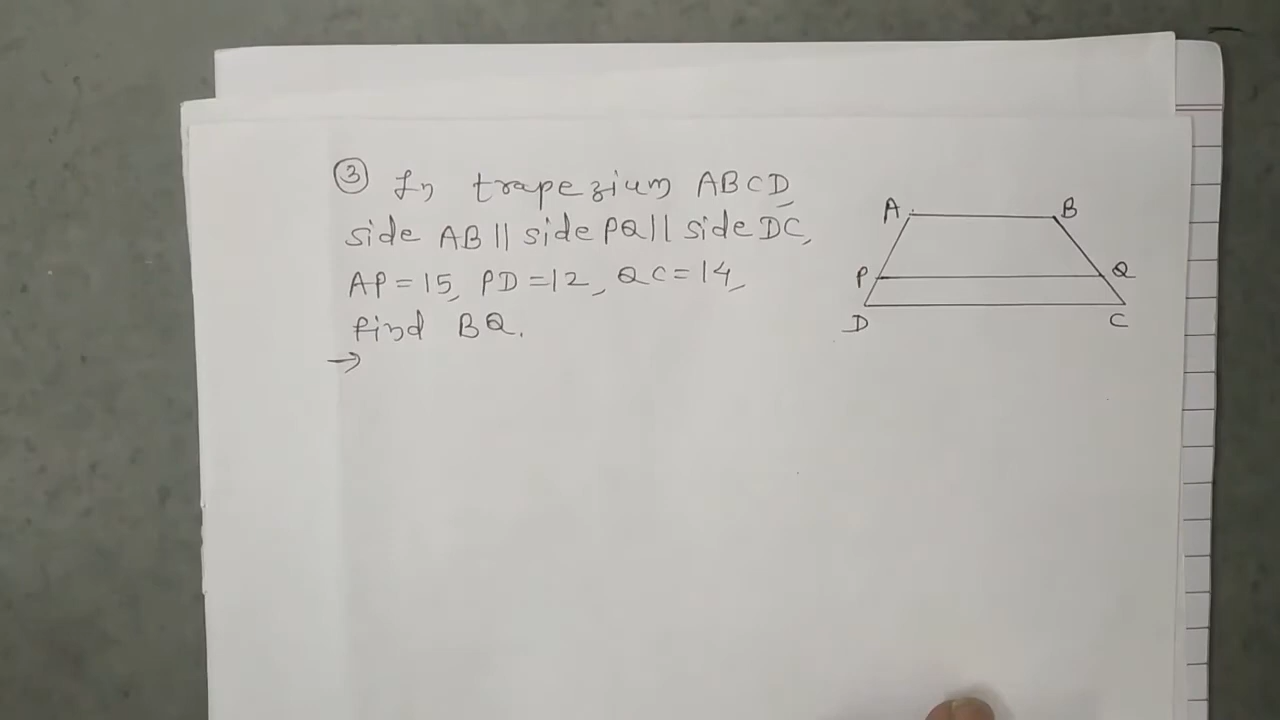 ③ In trapezium ABCD,
side AB || side PQ || side DC,
AP = 15, PD = 12, QC = 14,
find BQ.
→
A B
P Q
D C